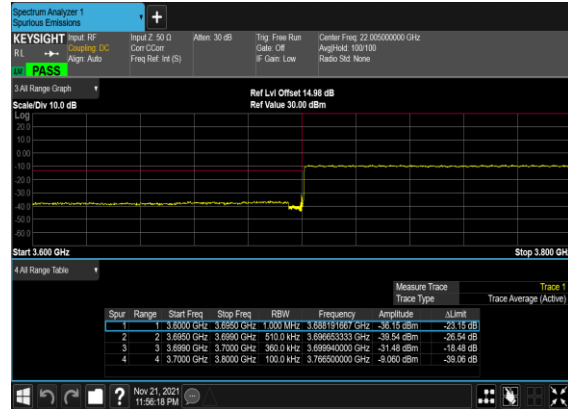 Spectrum Analyzer 1
Spurious Emissions
KEYSIGHT Input: RF Input Z: 50 Ω Atten: 30 dB Trig: Free Run Center Freq: 22.005000000 GHz
RL Coupling: DC Corr CCorr Gate: Off Avg|Hold: 100/100
Align: Auto Freq Ref: Int (S) IF Gain: Low Radio Std: None
PASS
3 All Range Graph
Ref Lvl Offset 14.98 dB
Scale/Div 10.0 dB Ref Value 30.00 dBm
Log
20.0
10.0
0.00
-10.0
-20.0
-30.0
-40.0
-50.0
-60.0
Start 3.600 GHz Stop 3.800 GHz
4 All Range Table
Measure Trace Trace 1
Trace Type Trace Average (Active)
Spur Range Start Freq Stop Freq RBW Frequency Amplitude ΔLimit
1 1 3.6000 GHz 3.6950 GHz 1.000 MHz 3.688191667 GHz -36.15 dBm -23.15 dB
2 2 3.6950 GHz 3.6990 GHz 510.0 kHz 3.696653333 GHz -39.54 dBm -26.54 dB
3 3 3.6990 GHz 3.7000 GHz 360.0 kHz 3.699940000 GHz -31.48 dBm -18.48 dB
4 4 3.7000 GHz 3.8000 GHz 100.0 kHz 3.766500000 GHz -9.060 dBm -39.06 dB
? Nov 21, 2021
11:56:18 PM